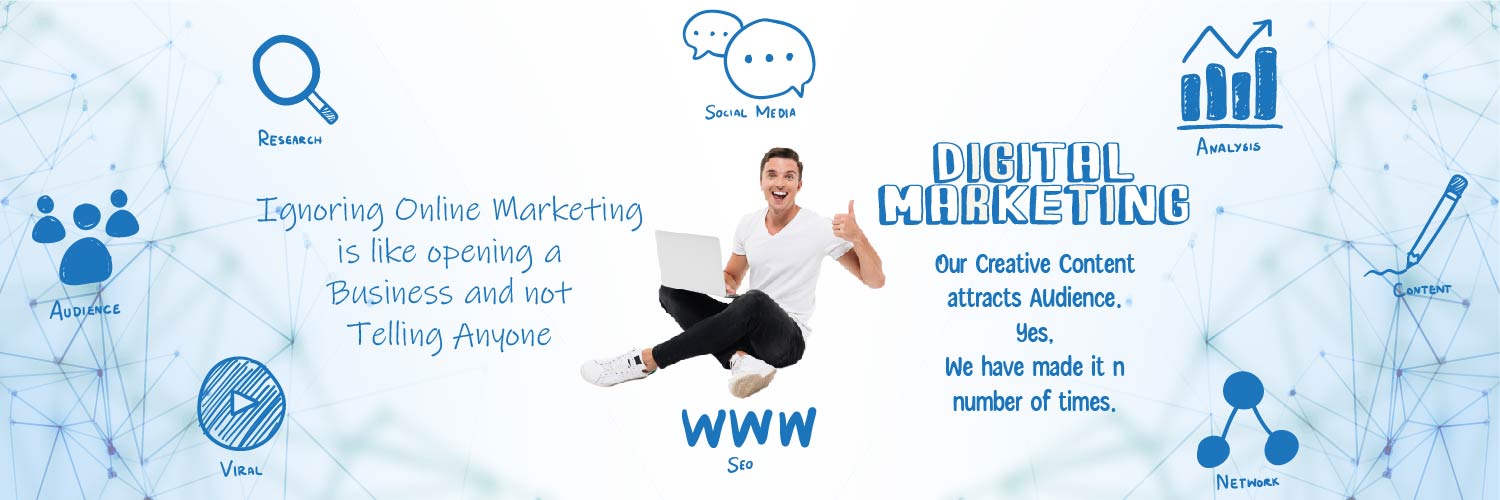 Research
Social Media
Analysis
Audience
Ignoring Online Marketing
is like opening a
Business and not
Telling Anyone
DIGITAL
MARKETING
Our Creative Content
attracts Audience.
Yes,
We have made it n
number of times.
Content
Viral
WWW
Seo
Network